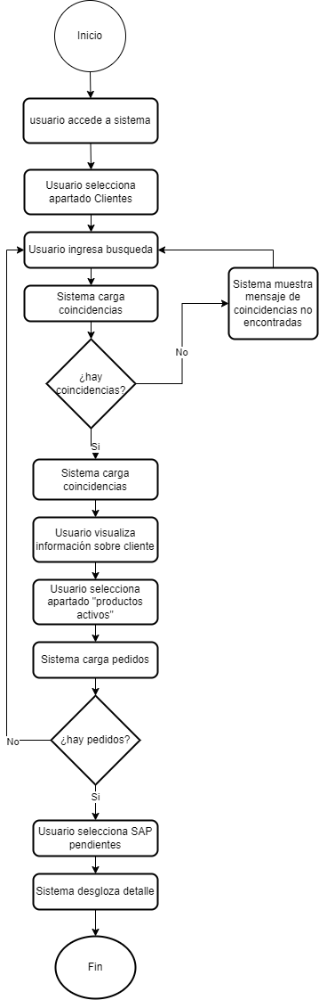 Inicio
usuario accede a sistema
Usuario selecciona
apartado Clientes
Usuario ingresa busqueda
Sistema carga
coincidencias
Sistema muestra
mensaje de
coincidencias no
encontradas
¿hay
coincidencias?
No
Si
Sistema carga
coincidencias
Usuario visualiza
información sobre cliente
Usuario selecciona
apartado "productos
activos"
Sistema carga pedidos
¿hay pedidos?
No
Si
Usuario selecciona SAP
pendientes
Sistema desgloza detalle
Fin